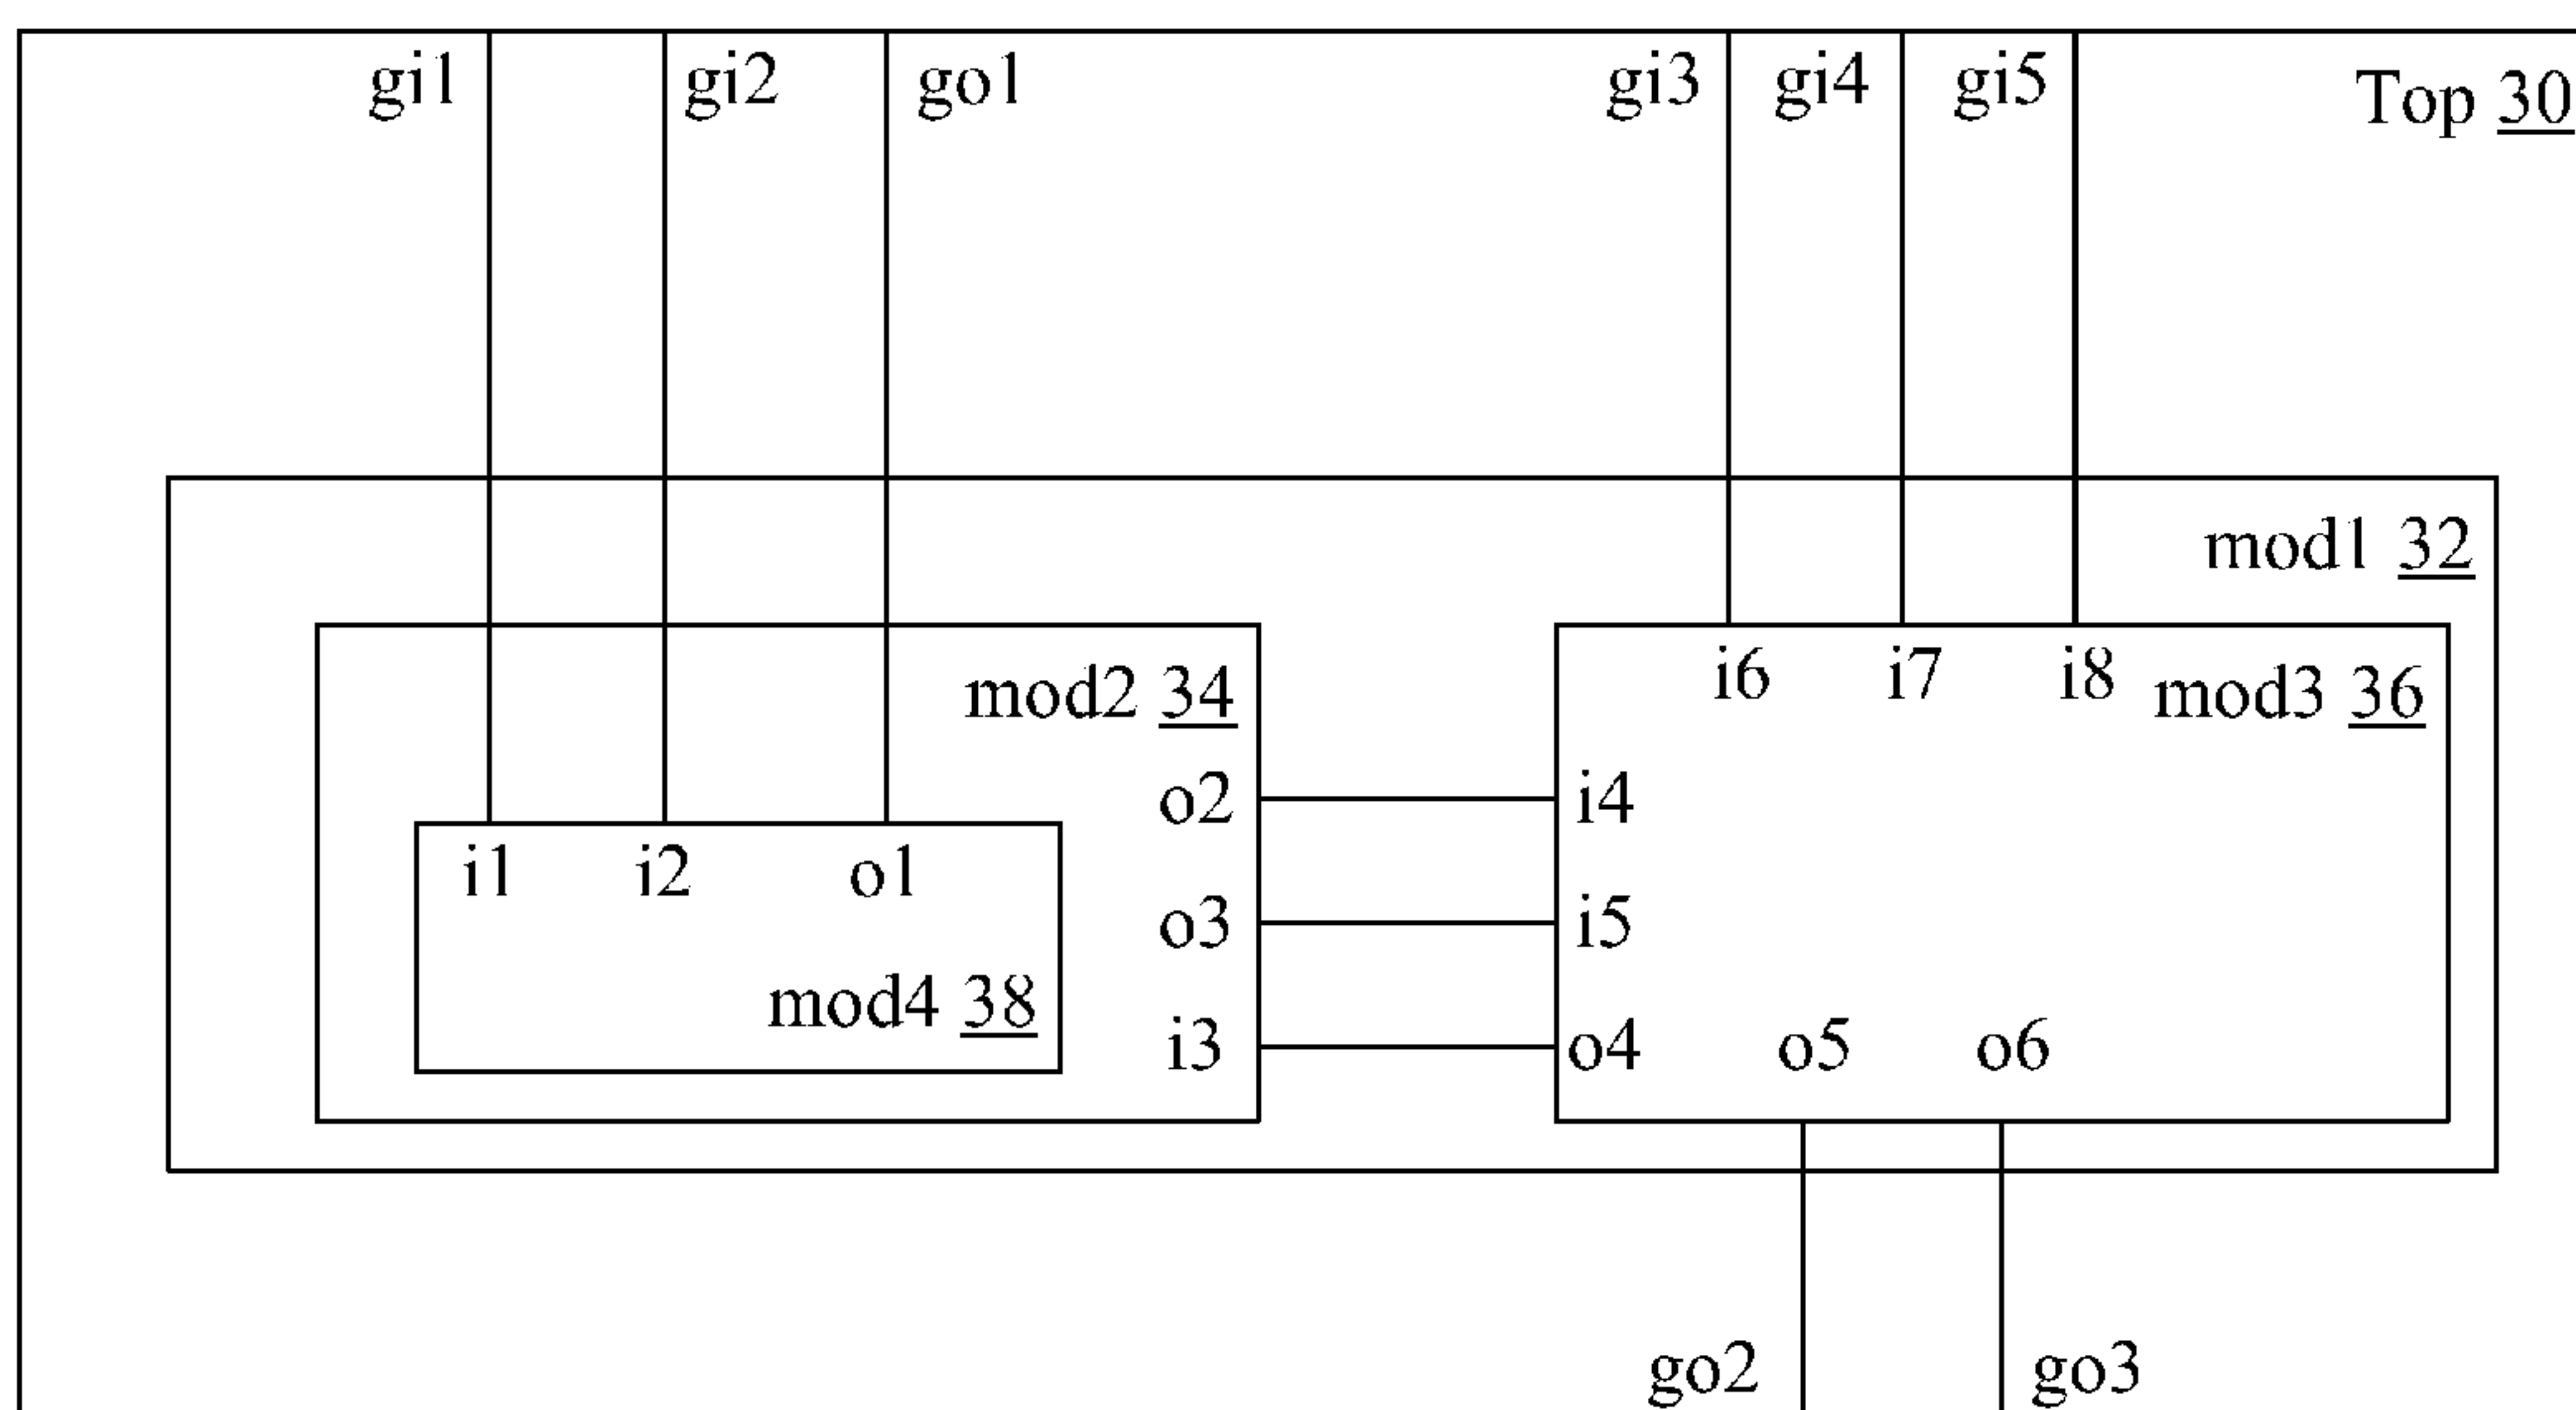 gi1 gi2 go1 gi3 gi4 gi5 Top 30
mod1 32
mod2 34 i6 i7 i8 mod3 36
o2 i4
i1 i2 o1
o3 i5
mod4 38
i3 o4 o5 o6
go2 go3